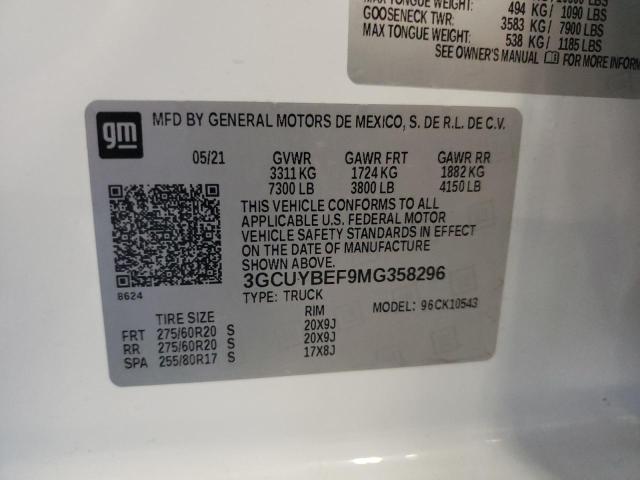 MAX TONGUE WEIGHT: 494 KG/ 1090 LBS
GOOSENECK TWR: 3583 KG/ 7900 LBS
MAX TONGUE WEIGHT: 538 KG/ 1185 LBS
SEE OWNER'S MANUAL FOR MORE INFORM
gm
MFD BY GENERAL MOTORS DE MEXICO, S. DE R.L. DE C.V.
05/21 GVWR GAWR FRT GAWR RR
3311 KG 1724 KG 1882 KG
7300 LB 3800 LB 4150 LB
THIS VEHICLE CONFORMS TO ALL
APPLICABLE U.S. FEDERAL MOTOR
VEHICLE SAFETY STANDARDS IN EFFECT
ON THE DATE OF MANUFACTURE
SHOWN ABOVE.
3GCUYBEF9MG358296
8624
TYPE: TRUCK MODEL: 96CK10543
TIRE SIZE RIM
FRT 275/60R20 S 20X9J
RR 275/60R20 S 20X9J
SPA 255/80R17 S 17X8J